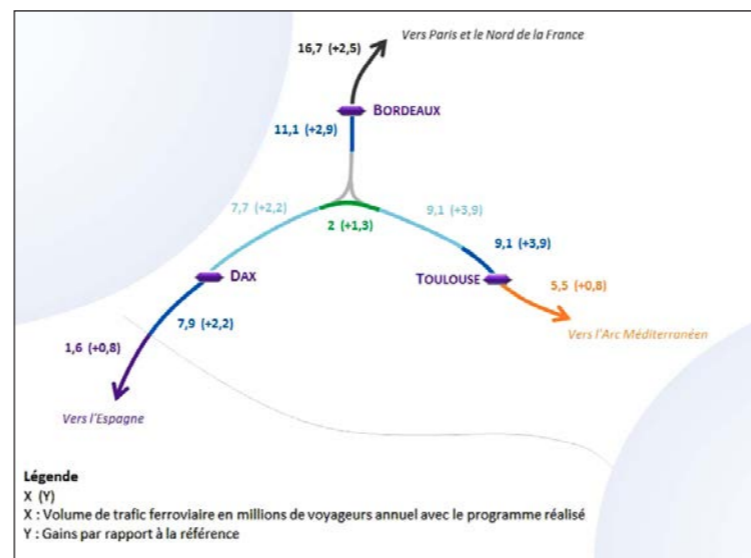 Vers Paris et le Nord de la France
16,7 (+2,5)
BORDEAUX
11,1 (+2,9)
7,7 (+2,2)
9,1 (+3,9)
2 (+1,3)
9,1 (+3,9)
DAX
TOULOUSE
5,5 (+0,8)
7,9 (+2,2)
Vers l'Arc Méditerranéen
1,6 (+0,8)
Vers l'Espagne
Légende
X (Y)
X : Volume de trafic ferroviaire en millions de voyageurs annuel avec le programme réalisé
Y : Gains par rapport à la référence